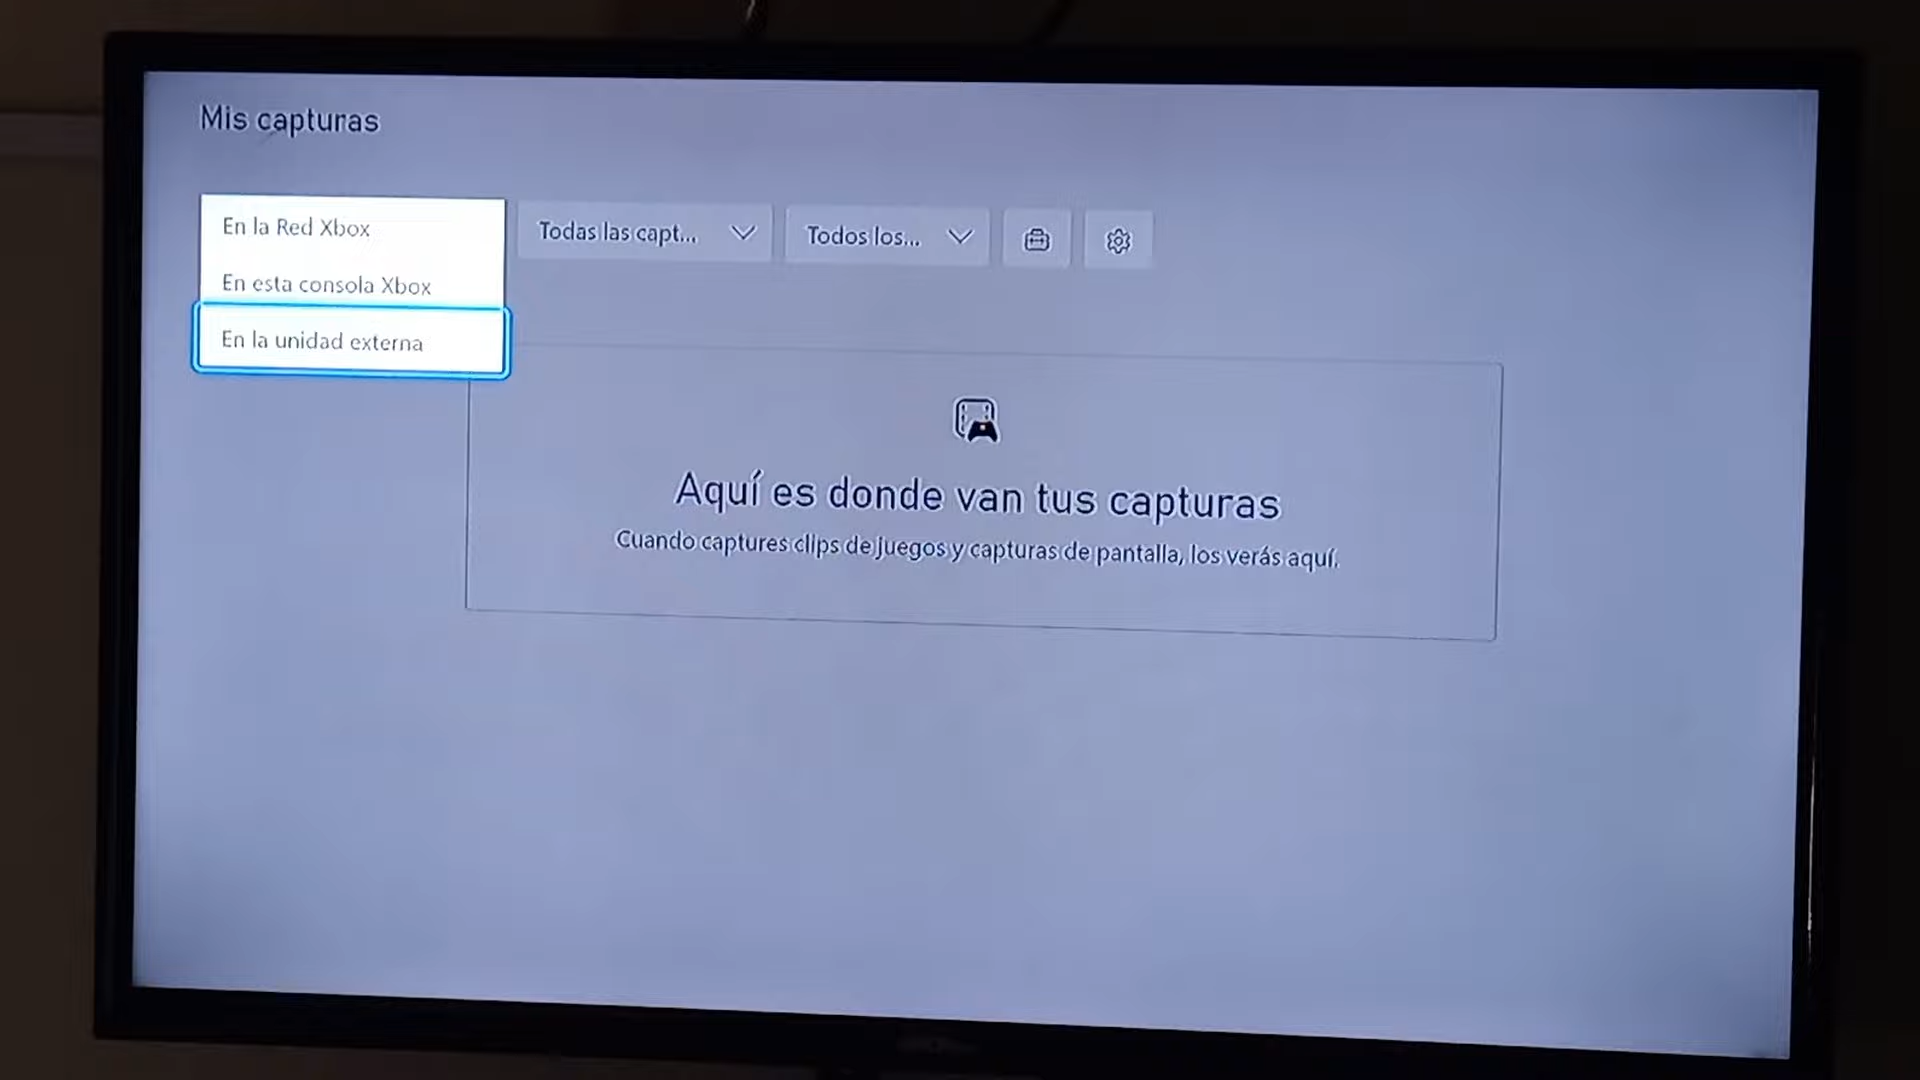 Mis capturas
En la Red Xbox
En esta consola Xbox
En la unidad externa
Todas las capt...
Todos los...
Aquí es donde van tus capturas
Cuando captures clips de juegos y capturas de pantalla, los verás aquí.